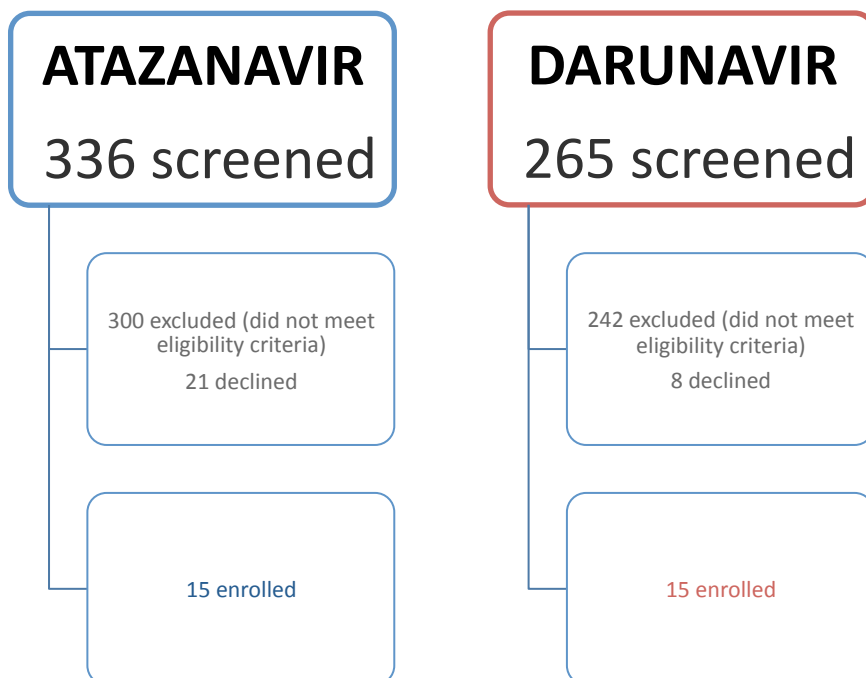 ATAZANAVIR
336 screened
300 excluded (did not meet
eligibility criteria)
21 declined
15 enrolled
DARUNAVIR
265 screened
242 excluded (did not meet
eligibility criteria)
8 declined
15 enrolled